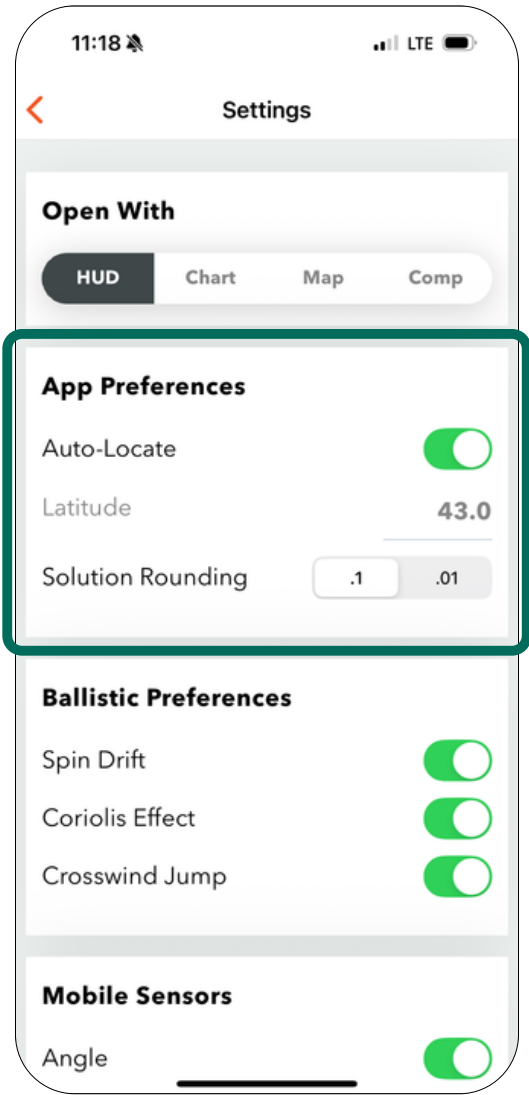 11:18 LTE
Settings
Open With
HUD Chart Map Comp
App Preferences
Auto-Locate
Latitude 43.0
Solution Rounding .1 .01
Ballistic Preferences
Spin Drift
Coriolis Effect
Crosswind Jump
Mobile Sensors
Angle